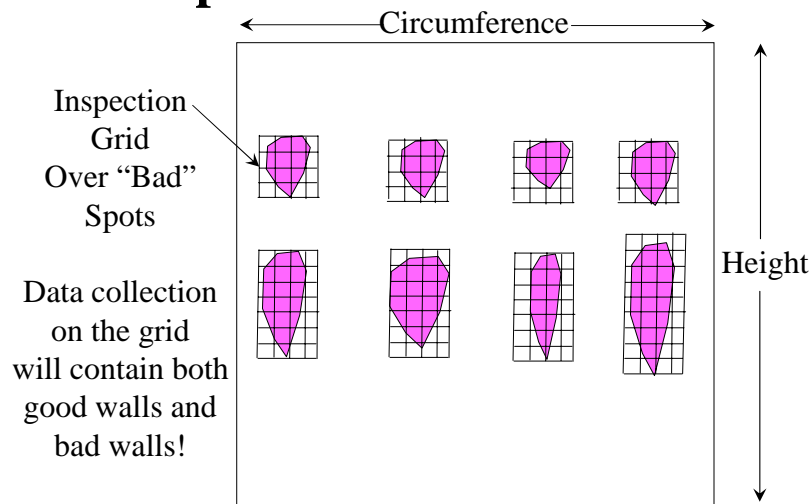 Circumference
Inspection
Grid
Over “Bad”
Spots
Height
Data collection
on the grid
will contain both
good walls and
bad walls!